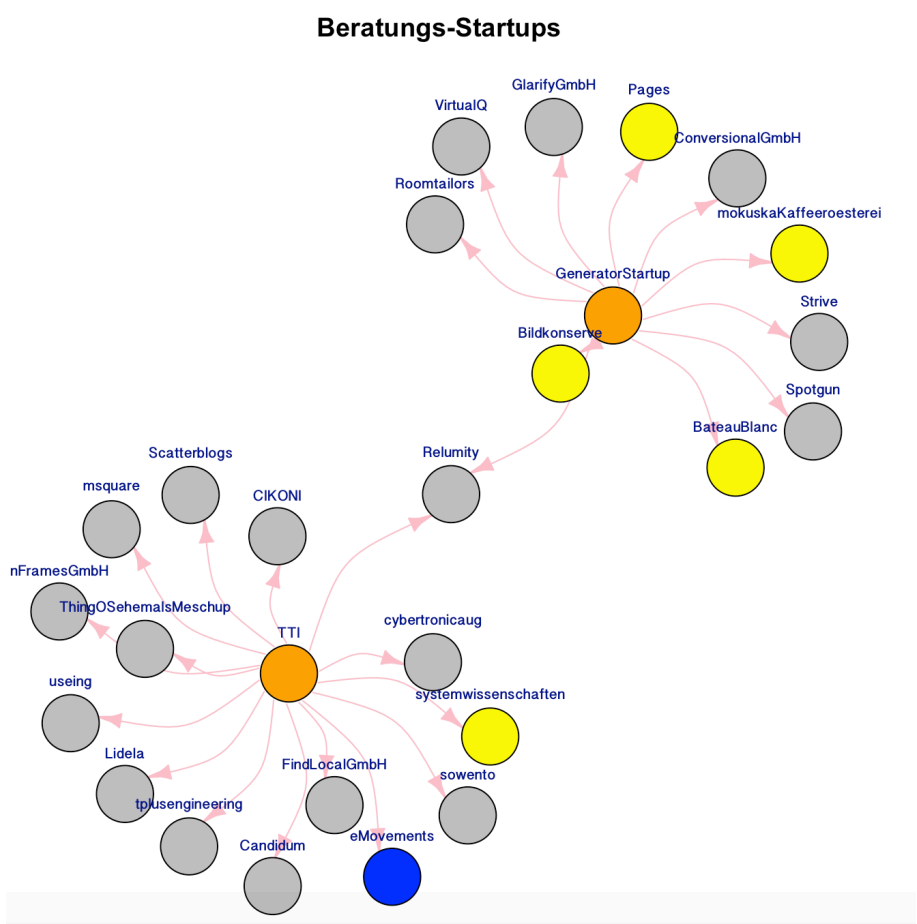 Beratungs-Startups
GlarifyGmbH
Pages
VirtualQ
ConversionalGmbH
Roomtailors
mokuskaKaffeeroesterei
GeneratorStartup
Strive
Bildkonserve
Spotgun
BateauBlanc
Relumity
Scatterblogs
msquare
CIKONI
nFramesGmbH
ThingOSehemalsMeschup
cybertronicaug
TTI
useing
systemwissenschaften
Lidela
FindLocalGmbH
sowento
tplusengineering
eMovements
Candidum